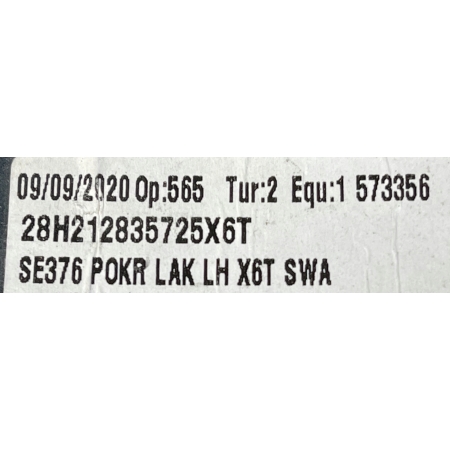 09/09/2020 Op:565 Tur:2 Equ:1 573356
28H212835725X6T
SE376 POKR LAK LH X6T SWA